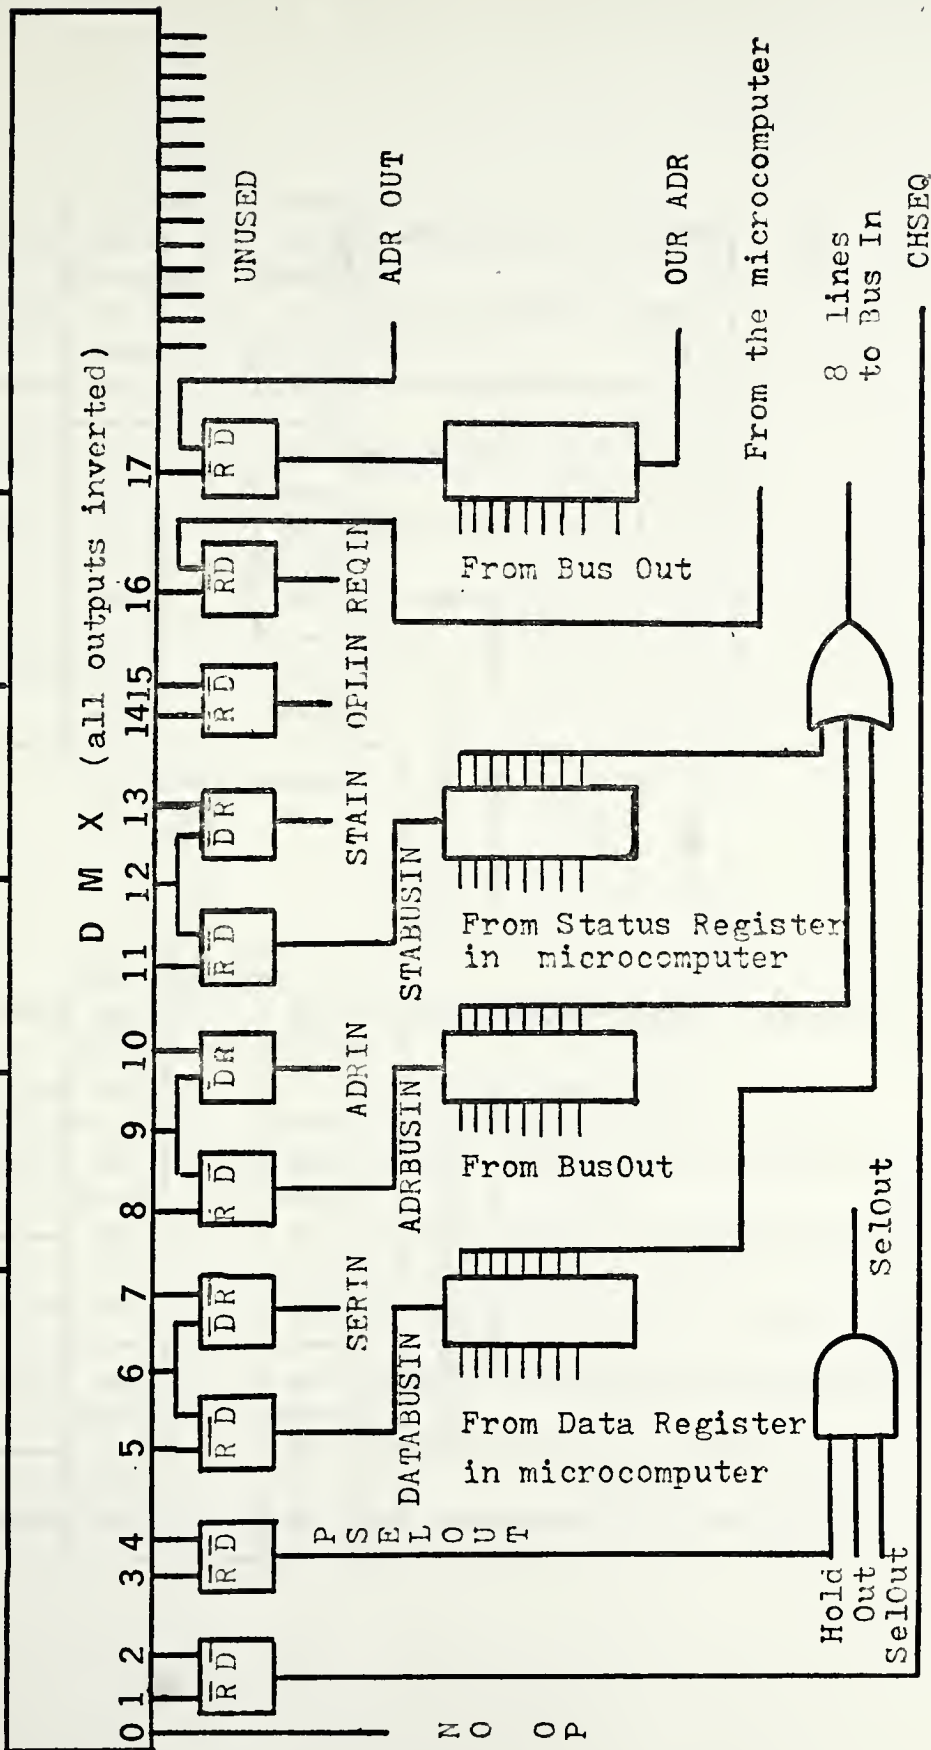 D M X (all outputs inverted)
0 1 2 3 4 5 6 7 8 9 10 11 12 13 14 15 16 17
R̅ D̅
R̅ D̅
R̅ D̅
D̅ R̅
R̅ D̅
D̅ R̅
R̅ D̅
D̅ R̅
R̅ D̅
R̅D̅
R̅ D̅
UNUSED
NO OP
PSELOUT
DATABUSIN
SERIN
ADRBUSIN
ADRIN
STABUSIN
STAIN
OPLIN
REQIN
ADR OUT
From Data Register
in microcomputer
From BusOut
From Status Register
in microcomputer
From Bus Out
OUR ADR
From the microcomputer
Hold
Out
SelOut
SelOut
8 lines
to Bus In
CHSEQ